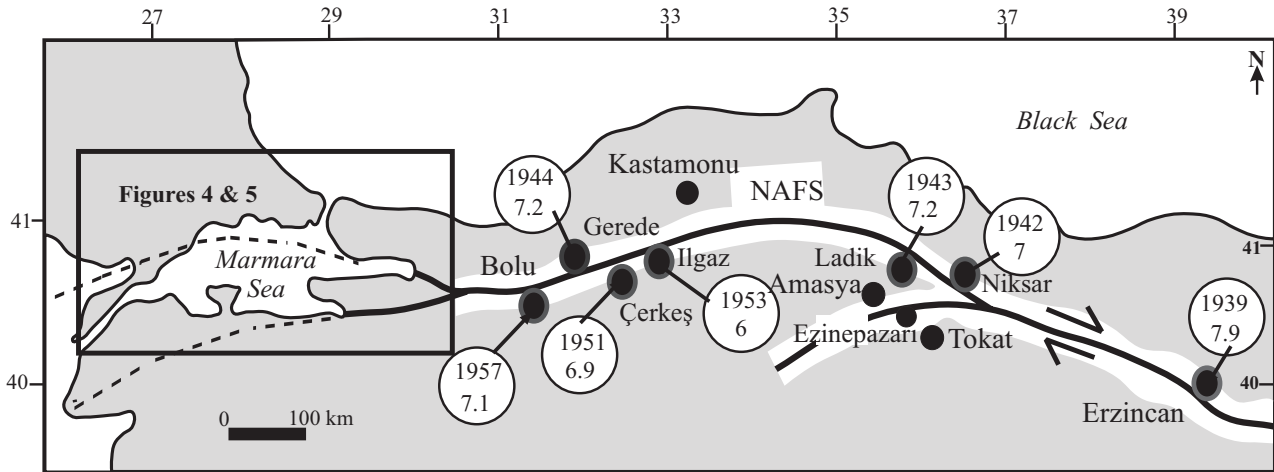 27 29 31 33 35 37 39
N
Black Sea
Kastamonu
1944
7.2
1943
7.2
NAFS
Figures 4 & 5
1942
7
41
Gerede
41
Marmara
Sea
Bolu
Ilgaz
Ladik
Niksar
Amasya
1953
6
Çerkeş
1939
7.9
Ezinepazarı
Tokat
1951
6.9
1957
7.1
40
40
Erzincan
0 100 km